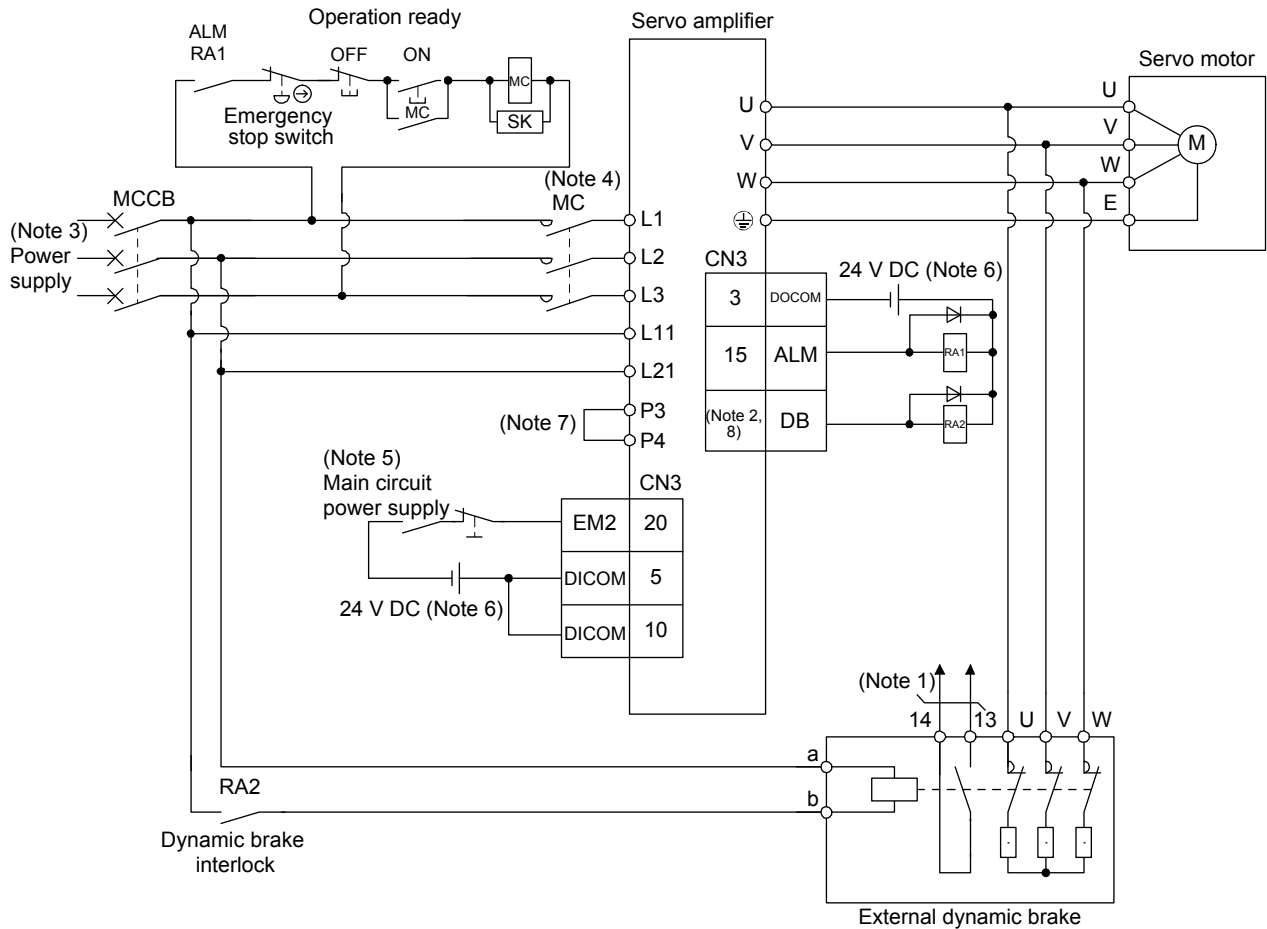 Operation ready
Servo amplifier
ALM
RA1
OFF
ON
MC
MC
SK
Emergency
stop switch
Servo motor
U
V
W
U
V
W
E
M
(Note 4)
MC
MCCB
(Note 3)
Power
supply
L1
L2
L3
L11
L21
P3
P4
(Note 7)
CN3
24 V DC (Note 6)
3
DOCOM
15
ALM
RA1
(Note 2,
8)
DB
RA2
(Note 5)
Main circuit
power supply
CN3
EM2
20
DICOM
5
24 V DC (Note 6)
DICOM
10
(Note 1)
14
13
U
V
W
a
b
RA2
Dynamic brake
interlock
External dynamic brake